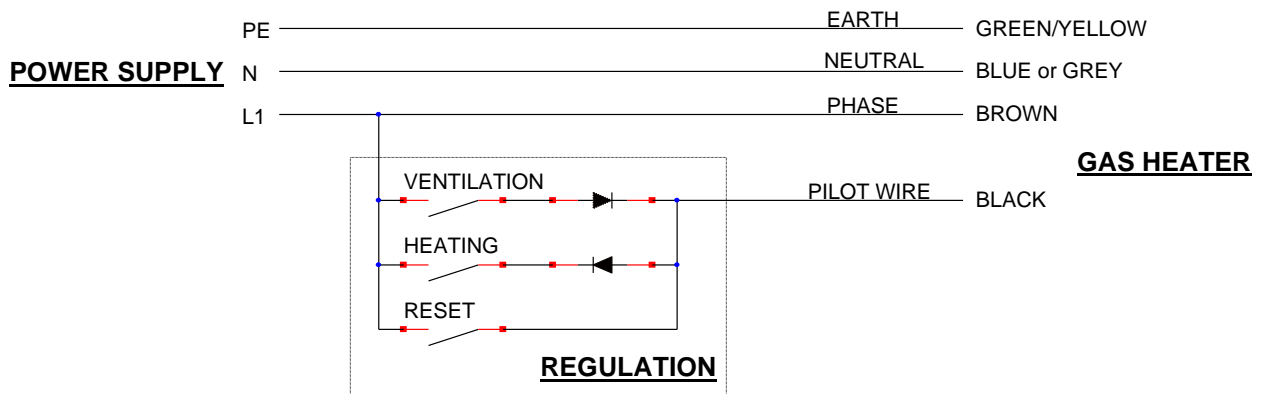 PE EARTH GREEN/YELLOW
POWER SUPPLY N NEUTRAL BLUE or GREY
L1 PHASE BROWN
GAS HEATER
VENTILATION PILOT WIRE BLACK
HEATING
RESET
REGULATION